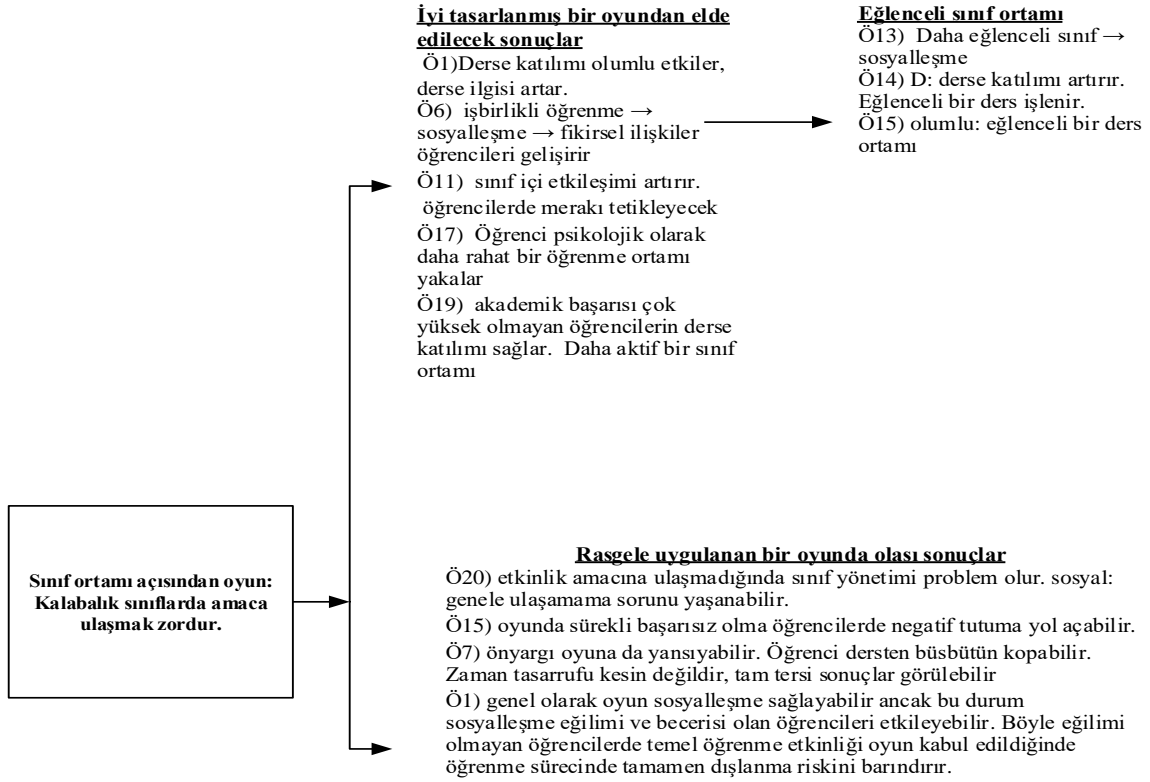 İyi tasarlanmış bir oyundan elde
edilecek sonuçlar
Ö1)Derse katılımı olumlu etkiler,
derse ilgisi artar.
Ö6) işbirlikli öğrenme →
sosyalleşme → fikirsel ilişkiler
öğrencileri gelişirir
Ö11) sınıf içi etkileşimi artırır.
öğrencilerde merakı tetikleyecek
Ö17) Öğrenci psikolojik olarak
daha rahat bir öğrenme ortamı
yakalar
Ö19) akademik başarısı çok
yüksek olmayan öğrencilerin derse
katılımı sağlar. Daha aktif bir sınıf
ortamı
Eğlenceli sınıf ortamı
Ö13) Daha eğlenceli sınıf →
sosyalleşme
Ö14) D: derse katılımı artırır.
Eğlenceli bir ders işlenir.
Ö15) olumlu: eğlenceli bir ders
ortamı
Sınıf ortamı açısından oyun:
Kalabalık sınıflarda amaca
ulaşmak zordur.
Rasgele uygulanan bir oyunda olası sonuçlar
Ö20) etkinlik amacına ulaşmadığında sınıf yönetimi problem olur. sosyal:
genele ulaşamama sorunu yaşanabilir.
Ö15) oyunda sürekli başarısız olma öğrencilerde negatif tutuma yol açabilir.
Ö7) önyargı oyuna da yansıyabilir. Öğrenci dersten büsbütün kopabilir.
Zaman tasarrufu kesin değildir, tam tersi sonuçlar görülebilir
Ö1) genel olarak oyun sosyalleşme sağlayabilir ancak bu durum
sosyalleşme eğilimi ve becerisi olan öğrencileri etkileyebilir. Böyle eğilimi
olmayan öğrencilerde temel öğrenme etkinliği oyun kabul edildiğinde
öğrenme sürecinde tamamen dışlanma riskini barındırır.